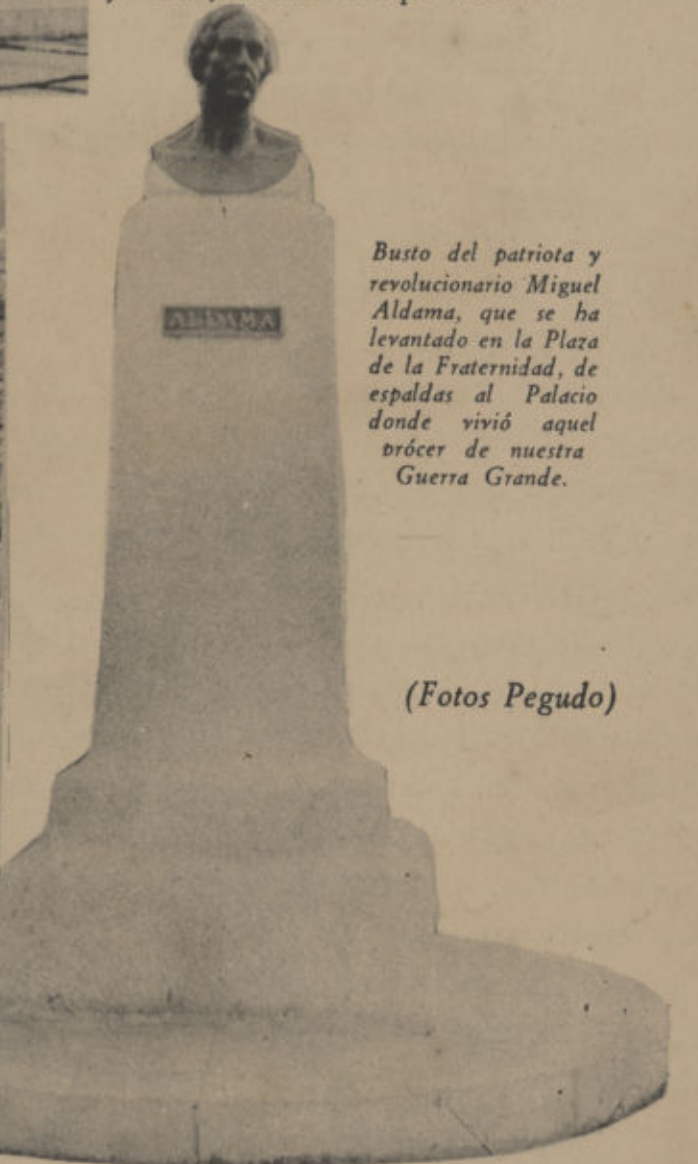 ALDAMA
Busto del patriota y
revolucionario Miguel
Aldama, que se ha
levantado en la Plaza
de la Fraternidad, de
espaldas al Palacio
donde vivió aquel
prócer de nuestra
Guerra Grande.
(Fotos Pegudo)